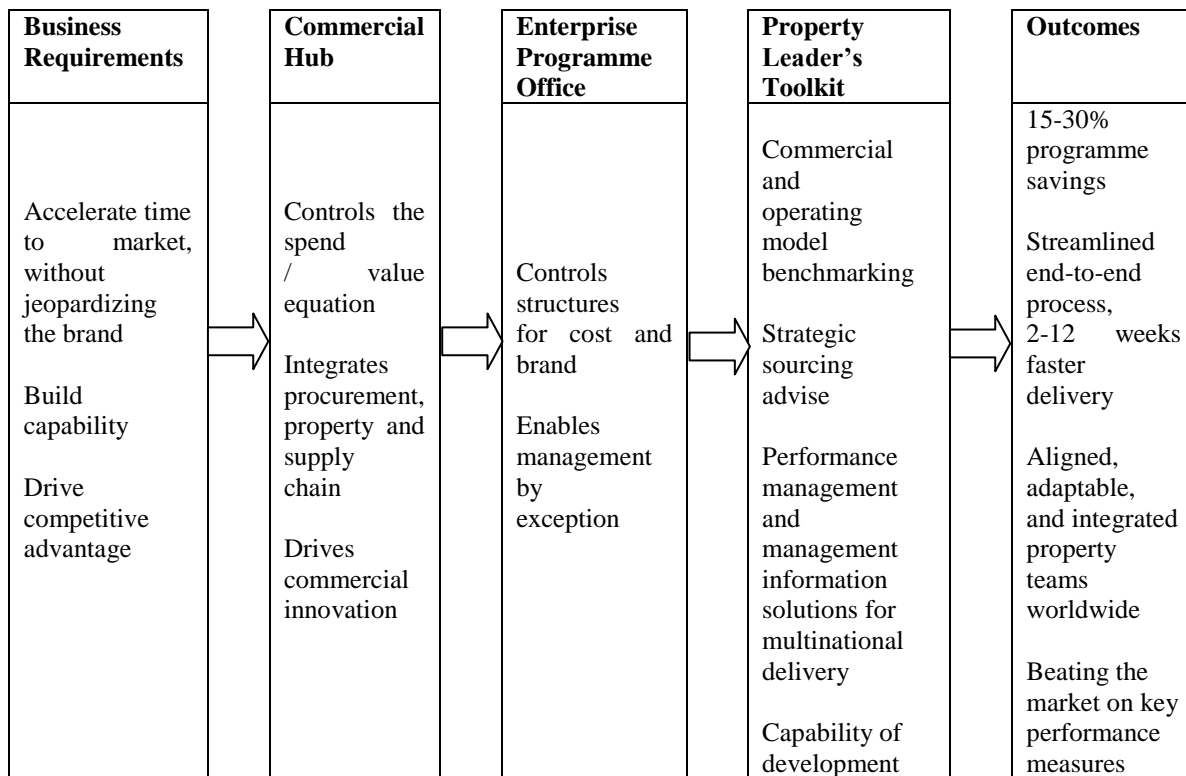 Business
Requirements
Accelerate time
to market,
without
jeopardizing
the brand
Build
capability
Drive
competitive
advantage
Commercial
Hub
Controls the
spend
/ value
equation
Integrates
procurement,
property and
supply
chain
Drives
commercial
innovation
Enterprise
Programme
Office
Controls
structures
for cost and
brand
Enables
management
by
exception
Property
Leader's
Toolkit
Commercial
and
operating
model
benchmarking
Strategic
sourcing
advise
Performance
management
and
management
information
solutions for
multinational
delivery
Capability of
development
Outcomes
15-30%
programme
savings
Streamlined
end-to-end
process,
2-12 weeks
faster
delivery
Aligned,
adaptable,
and integrated
property
teams
worldwide
Beating the
market on key
performance
measures